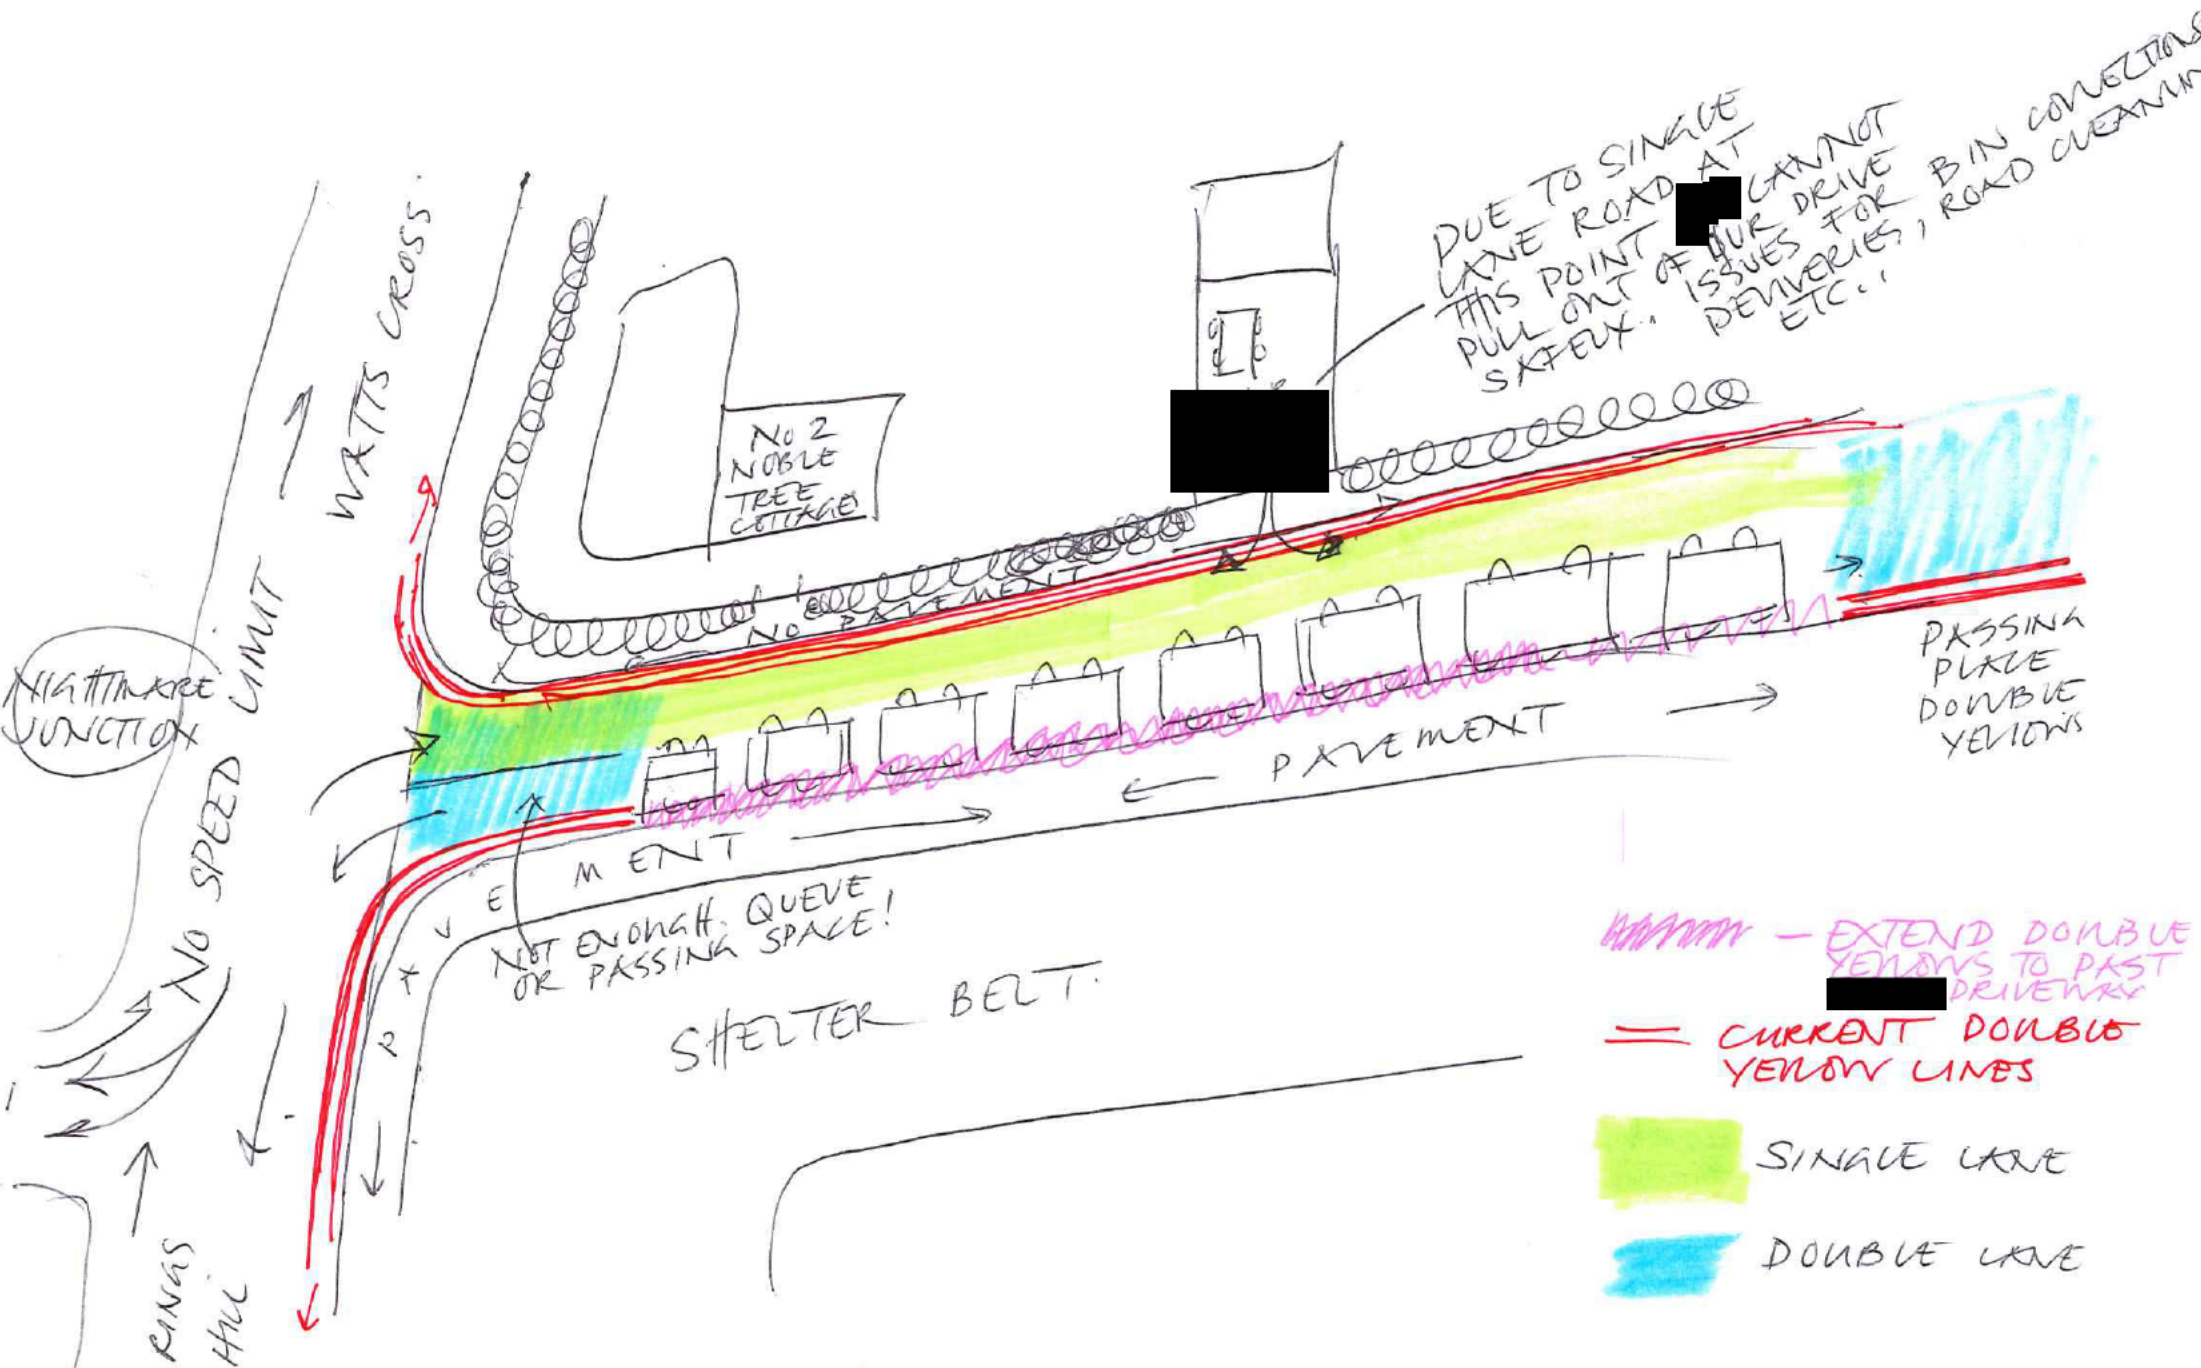 DUE TO SINGLE
LANE ROAD AT
THIS POINT CANNOT
PULL OUT OF OUR DRIVE
SAFELY. ISSUES FOR BIN COLLECTIONS
DELIVERIES, ROAD CLEANIN
ETC..
WATTS CROSS.
No 2
NOBLE
TREE
COTTAGES
NO PAVEMENT
NIGHTMARE
JUNCTION
NO SPEED LIMIT
PASSING
PLACE
DOUBLE
YELLOWS
PAVEMENT
PAVEMENT
NOT ENOUGH. QUEUE
OR PASSING SPACE!
SHELTER BELT.
RINGS
HILL
— EXTEND DOUBLE
YELLOWS TO PAST
DRIVEWAY
CURRENT DOUBLE
YELLOW LINES
SINGLE LANE
DOUBLE LANE